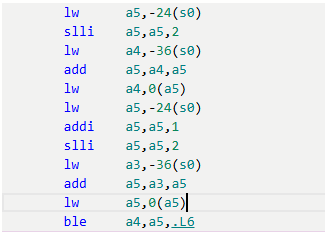 lw a5,-24(s0)
slli a5,a5,2
lw a4,-36(s0)
add a5,a4,a5
lw a4,0(a5)
lw a5,-24(s0)
addi a5,a5,1
slli a5,a5,2
lw a3,-36(s0)
add a5,a3,a5
lw a5,0(a5)
ble a4,a5,.L6